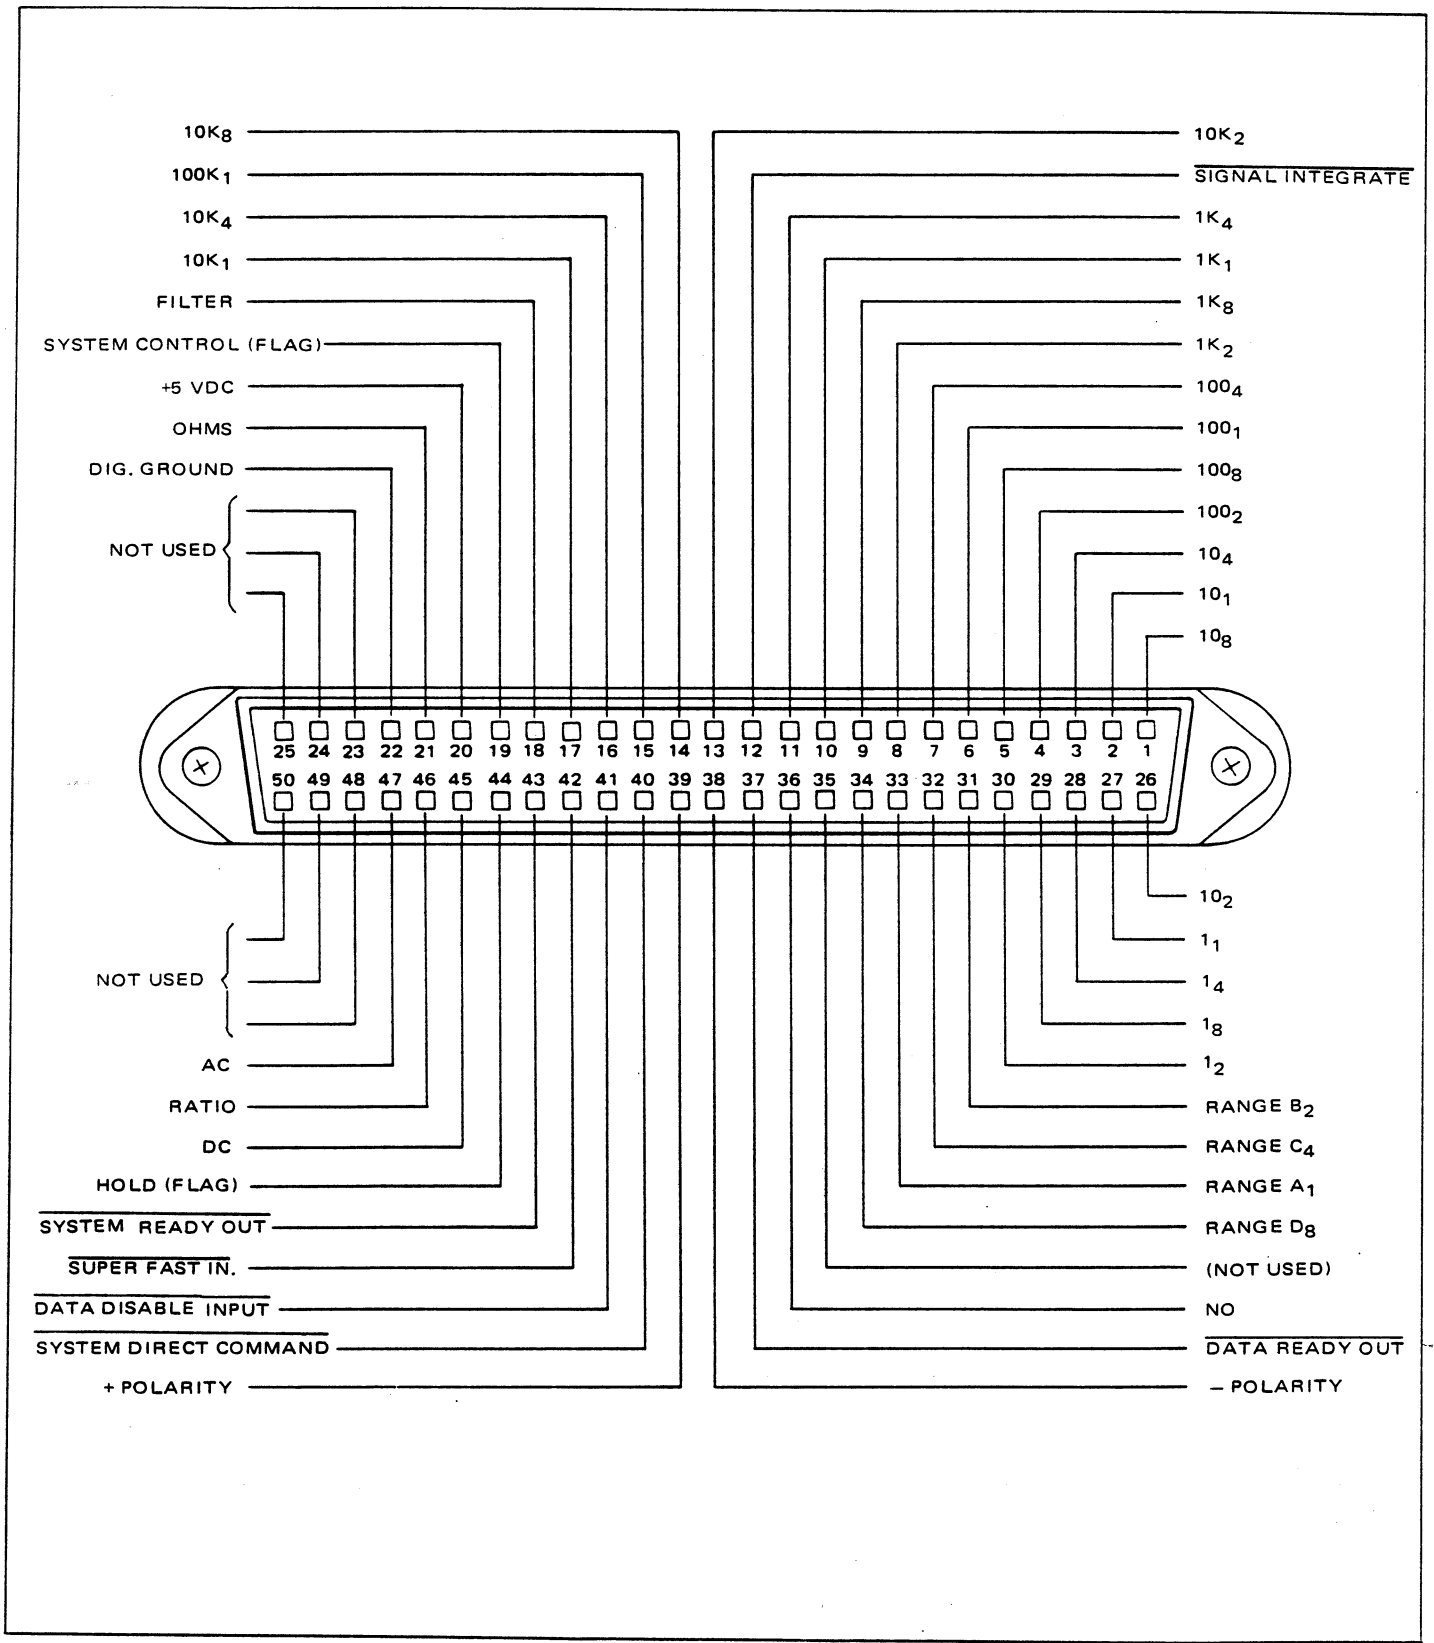 10K₈
100K₁
10K₄
10K₁
FILTER
SYSTEM CONTROL (FLAG)
+5 VDC
OHMS
DIG. GROUND
NOT USED
10K₂
SIGNAL INTEGRATE
1K₄
1K₁
1K₈
1K₂
100₄
100₁
100₈
100₂
10₄
10₁
10₈
25 24 23 22 21 20 19 18 17 16 15 14 13 12 11 10 9 8 7 6 5 4 3 2 1
50 49 48 47 46 45 44 43 42 41 40 39 38 37 36 35 34 33 32 31 30 29 28 27 26
NOT USED
AC
RATIO
DC
HOLD (FLAG)
SYSTEM READY OUT
SUPER FAST IN.
DATA DISABLE INPUT
SYSTEM DIRECT COMMAND
+ POLARITY
10₂
1₁
1₄
1₈
1₂
RANGE B₂
RANGE C₄
RANGE A₁
RANGE D₈
(NOT USED)
NO
DATA READY OUT
– POLARITY